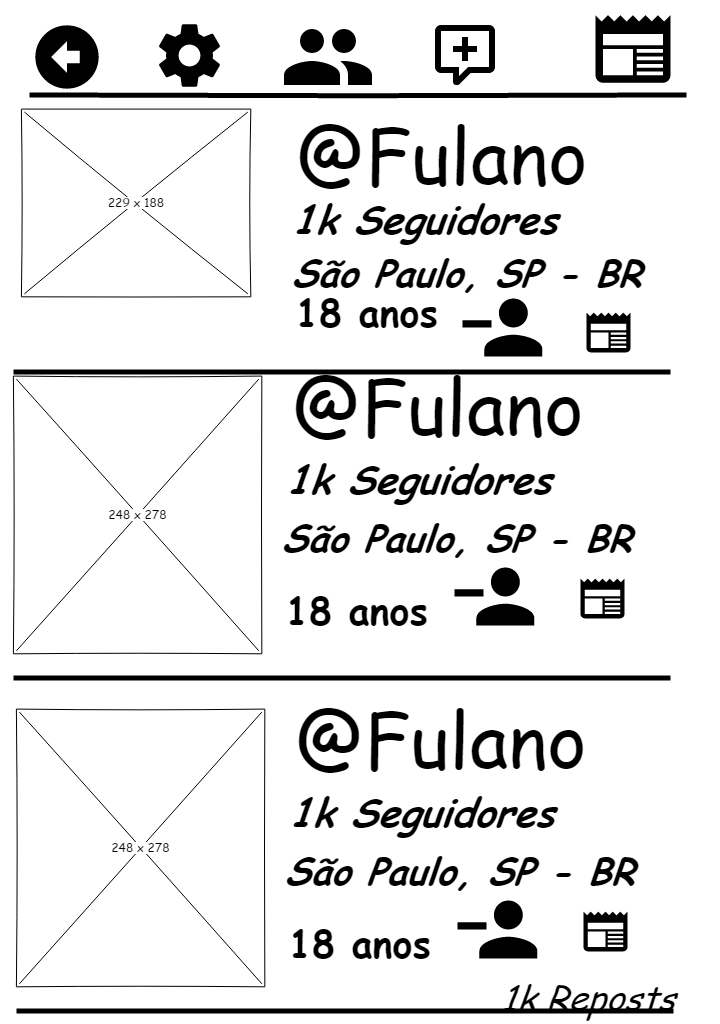 @Fulano
1k Seguidores
229 x 188
São Paulo, SP - BR
18 anos
@Fulano
1k Seguidores
248 x 278
São Paulo, SP - BR
18 anos
@Fulano
1k Seguidores
248 x 278
São Paulo, SP - BR
18 anos
1k Reposts